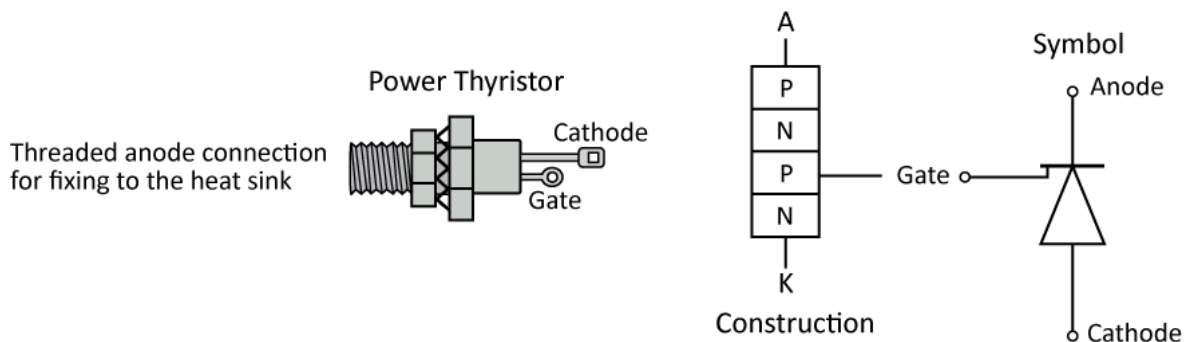 Power Thyristor
Threaded anode connection
for fixing to the heat sink
Cathode
Gate
A
P
N
P
N
K
Construction
Symbol
Anode
Gate
Cathode